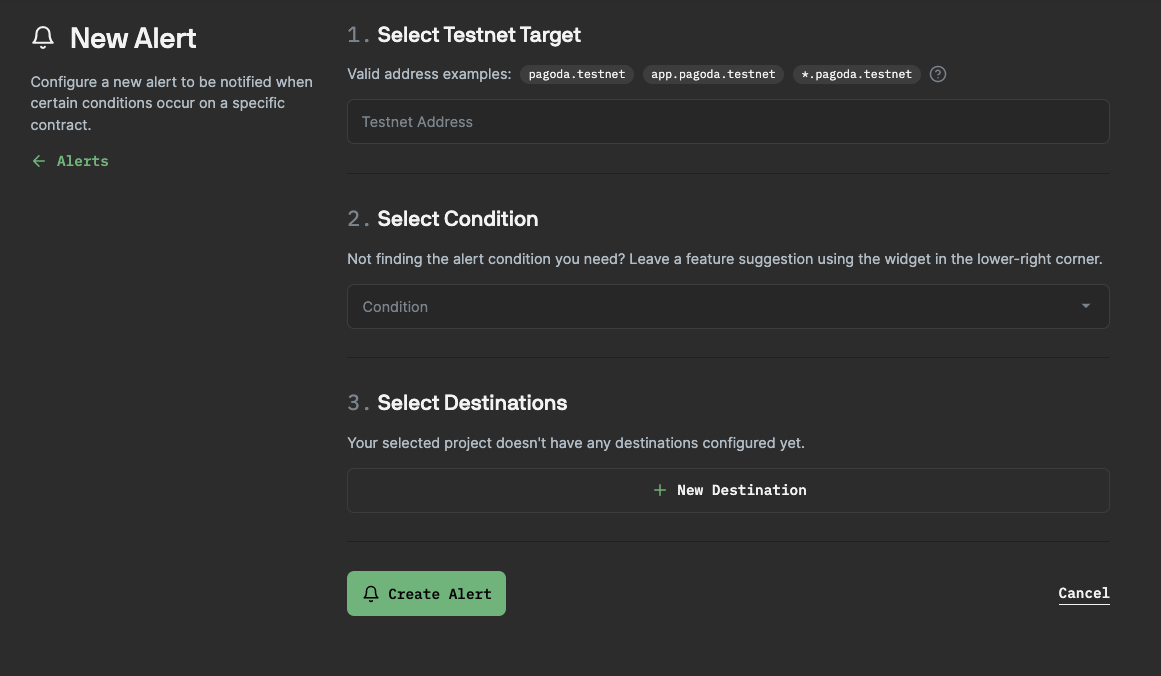 New Alert
Configure a new alert to be notified when
certain conditions occur on a specific
contract.
← Alerts
1. Select Testnet Target
Valid address examples: pagoda.testnet app.pagoda.testnet *.pagoda.testnet ?
Testnet Address
2. Select Condition
Not finding the alert condition you need? Leave a feature suggestion using the widget in the lower-right corner.
Condition
3. Select Destinations
Your selected project doesn't have any destinations configured yet.
+ New Destination
Create Alert
Cancel